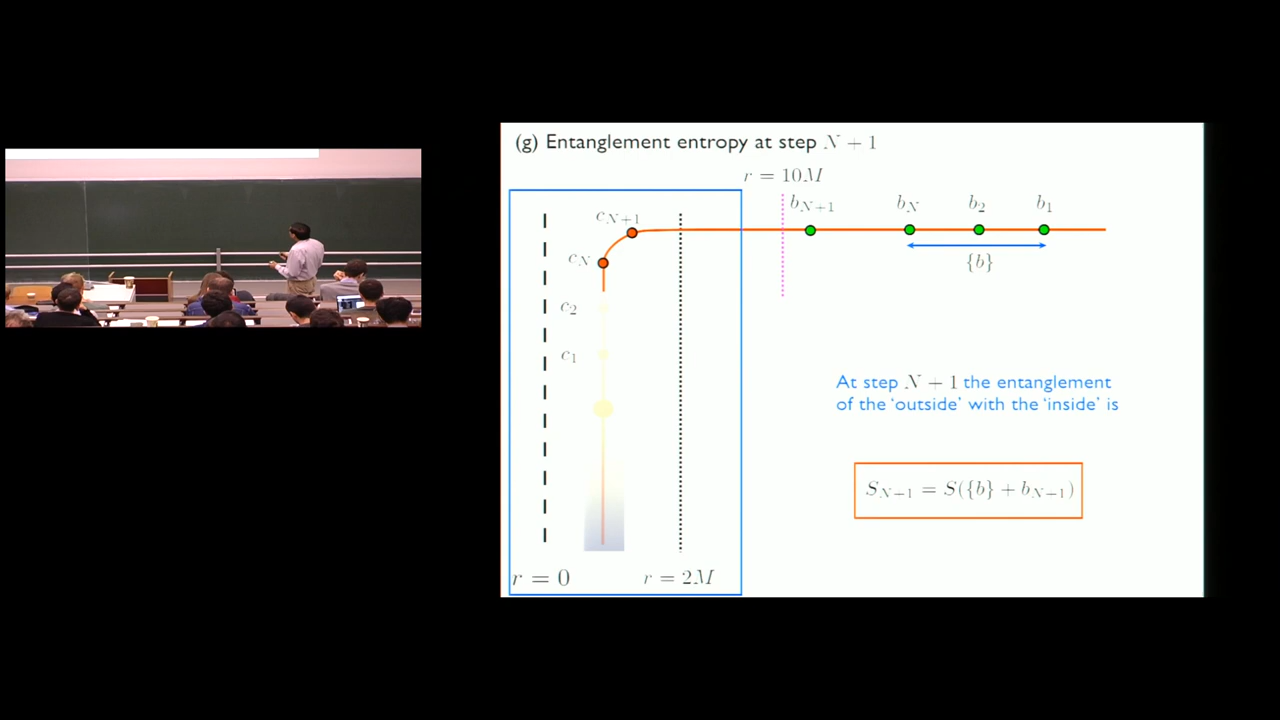 (g) Entanglement entropy at step N + 1
r = 10M
b_{N+1}
b_N
b_2
b_1
c_{N+1}
c_N
{b}
c_2
c_1
At step N + 1 the entanglement
of the 'outside' with the 'inside' is
S_{N+1} = S({b} + b_{N+1})
r = 0
r = 2M